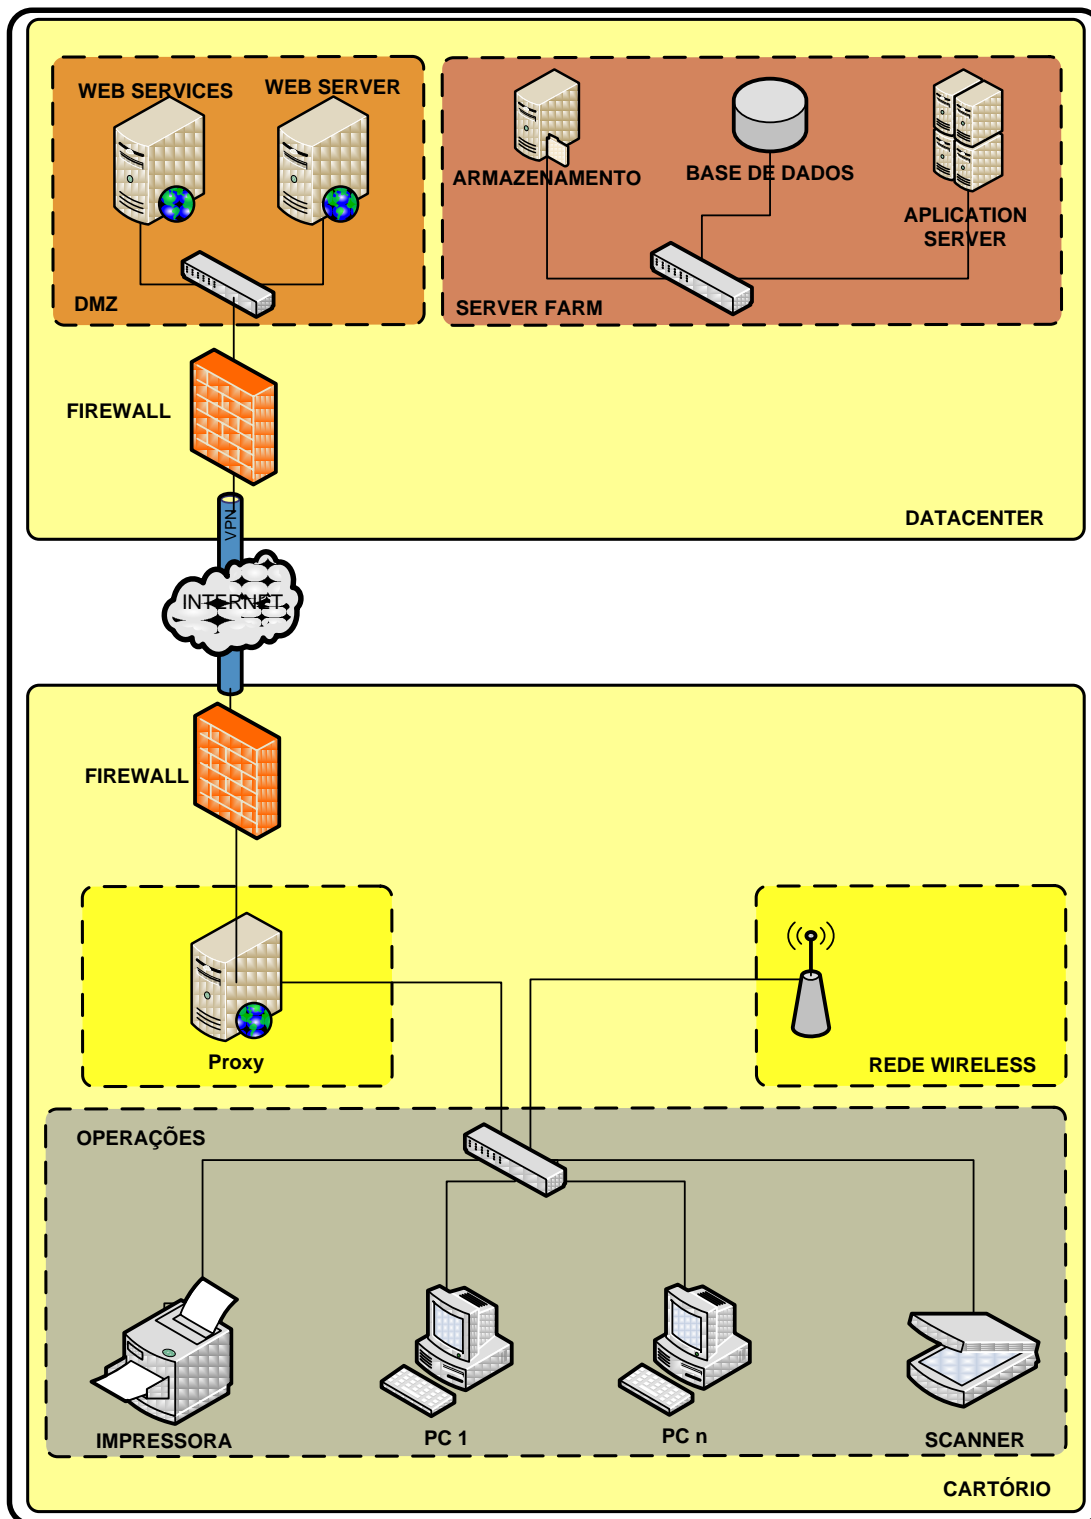 WEB SERVICES
WEB SERVER
ARMAZENAMENTO
BASE DE DADOS
APLICATION
SERVER
DMZ
SERVER FARM
FIREWALL
DATACENTER
VPN
INTERNET
FIREWALL
Proxy
REDE WIRELESS
OPERAÇÕES
IMPRESSORA
PC 1
PC n
SCANNER
CARTÓRIO